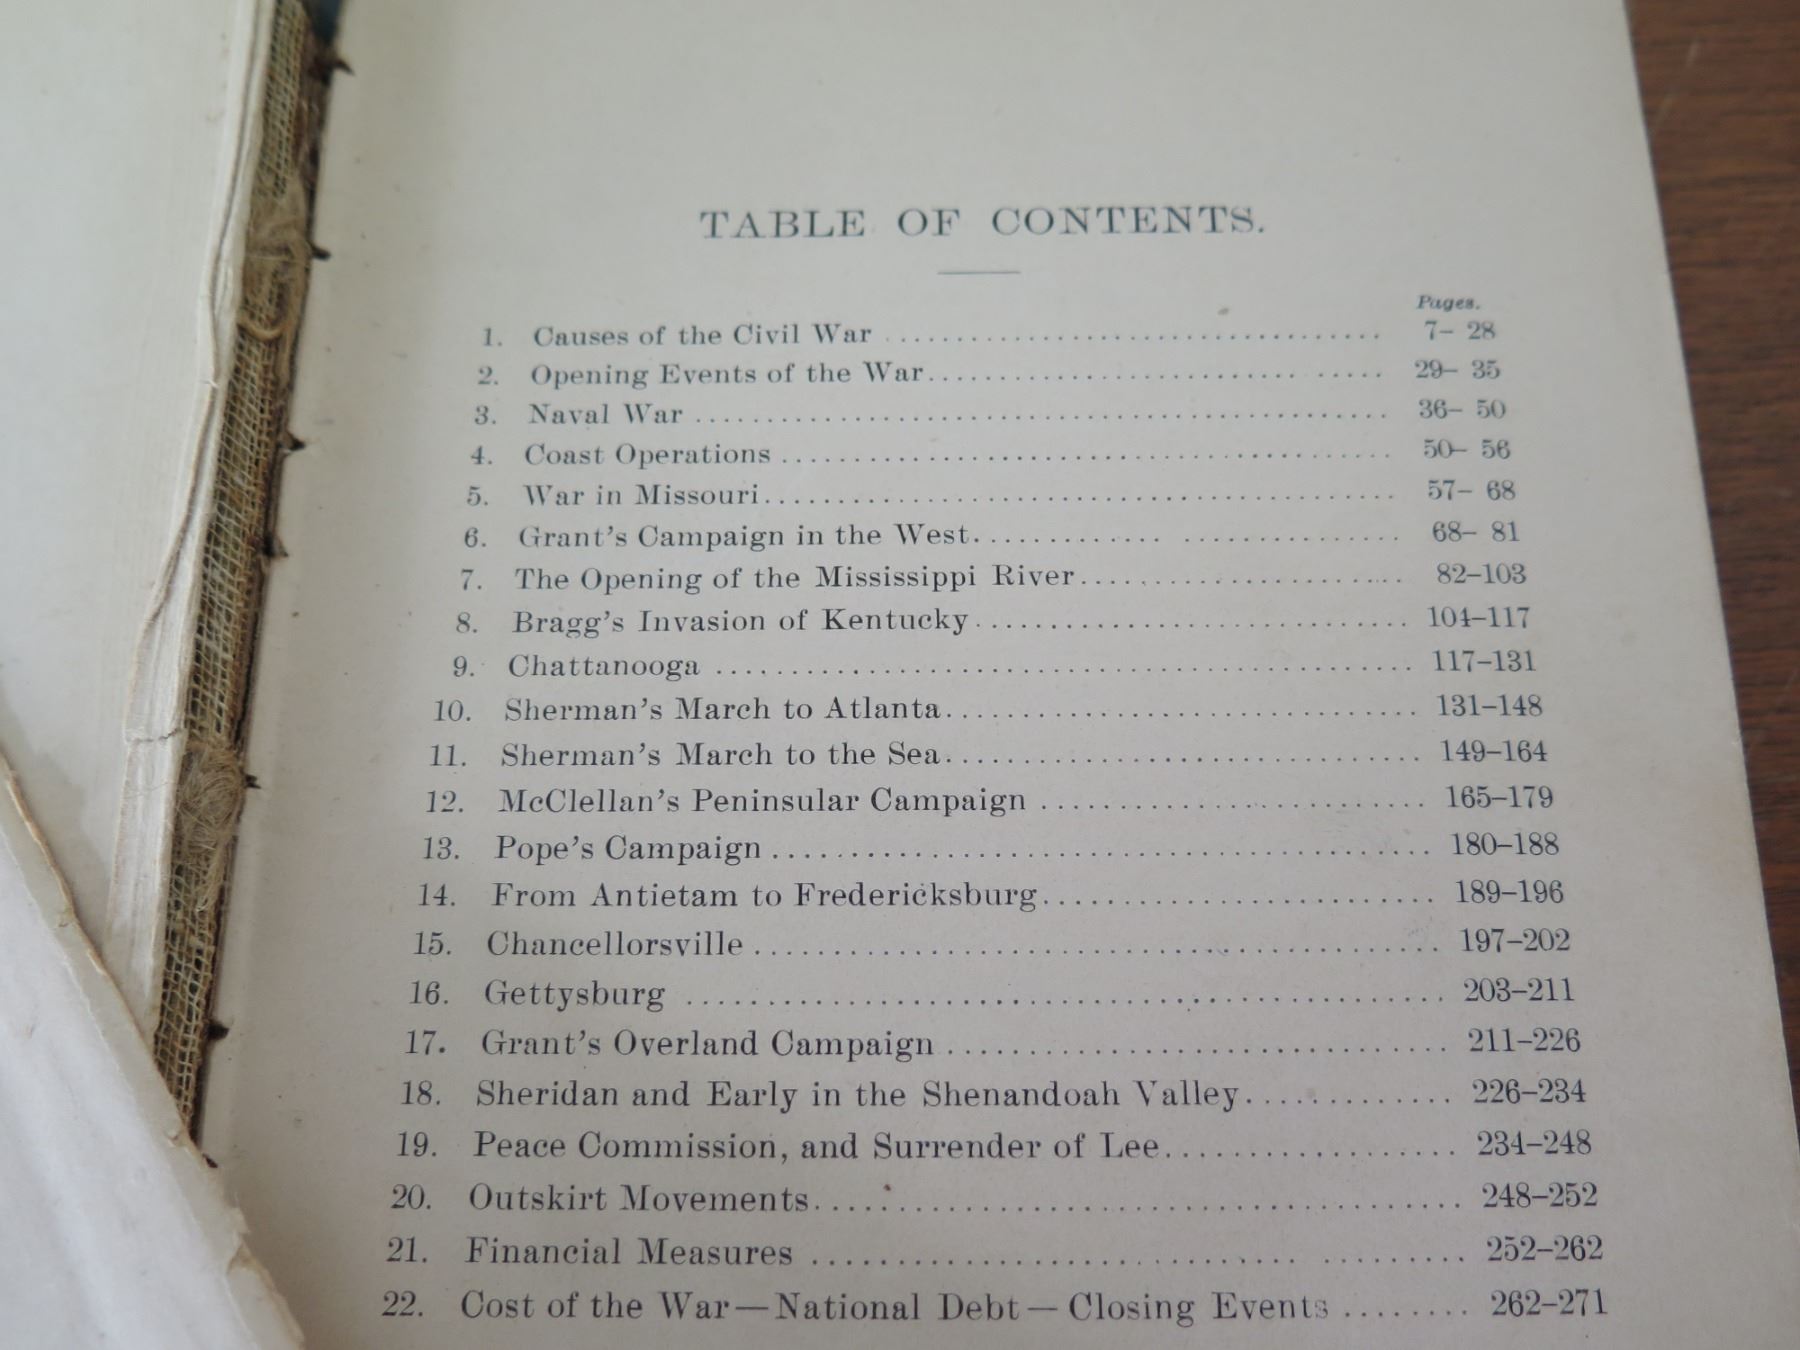 TABLE OF CONTENTS.
Pages.
1. Causes of the Civil War .................................... 7– 28
2. Opening Events of the War................................ 29– 35
3. Naval War ................................................ 36– 50
4. Coast Operations .......................................... 50– 56
5. War in Missouri............................................ 57– 68
6. Grant's Campaign in the West............................ 68– 81
7. The Opening of the Mississippi River....................... 82–103
8. Bragg's Invasion of Kentucky............................... 104–117
9. Chattanooga ................................................ 117–131
10. Sherman's March to Atlanta................................. 131–148
11. Sherman's March to the Sea................................. 149–164
12. McClellan's Peninsular Campaign ........................... 165–179
13. Pope's Campaign ........................................... 180–188
14. From Antietam to Fredericksburg............................ 189–196
15. Chancellorsville .......................................... 197–202
16. Gettysburg ................................................ 203–211
17. Grant's Overland Campaign ................................. 211–226
18. Sheridan and Early in the Shenandoah Valley.............. 226–234
19. Peace Commission, and Surrender of Lee................... 234–248
20. Outskirt Movements......................................... 248–252
21. Financial Measures ........................................ 252–262
22. Cost of the War—National Debt—Closing Events ........ 262–271